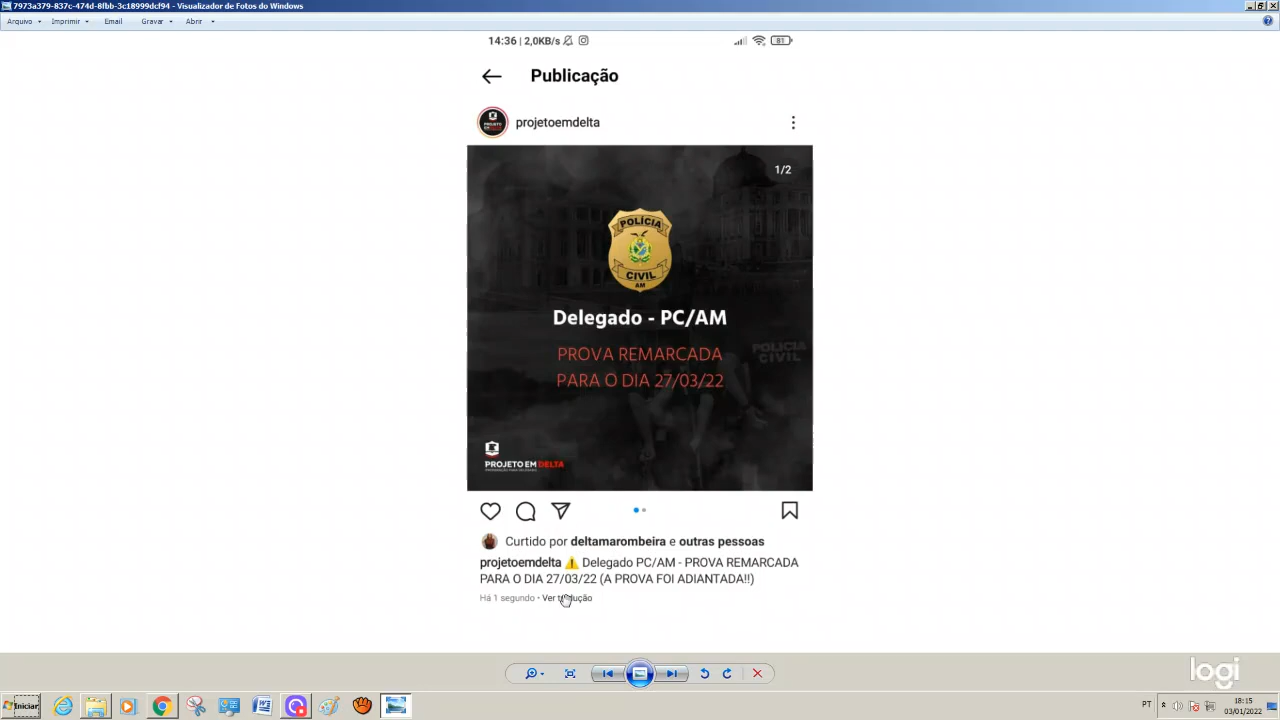 7973a379-837c-474d-8fbb-3c18999dcf94 - Visualizador de Fotos do Windows
Arquivo Imprimir Email Gravar Abrir
14:36 | 2,0KB/s 81
Publicação
projetoemdelta
1/2
POLÍCIA
CIVIL
AM
Delegado - PC/AM
PROVA REMARCADA
PARA O DIA 27/03/22
POLICIA
CIVIL
PROJETO EM DELTA
Curtido por deltamarombeira e outras pessoas
projetoemdelta ⚠️ Delegado PC/AM - PROVA REMARCADA
PARA O DIA 27/03/22 (A PROVA FOI ADIANTADA!!)
Há 1 segundo • Ver tradução
logi
Iniciar
PT
18:15
03/01/2022